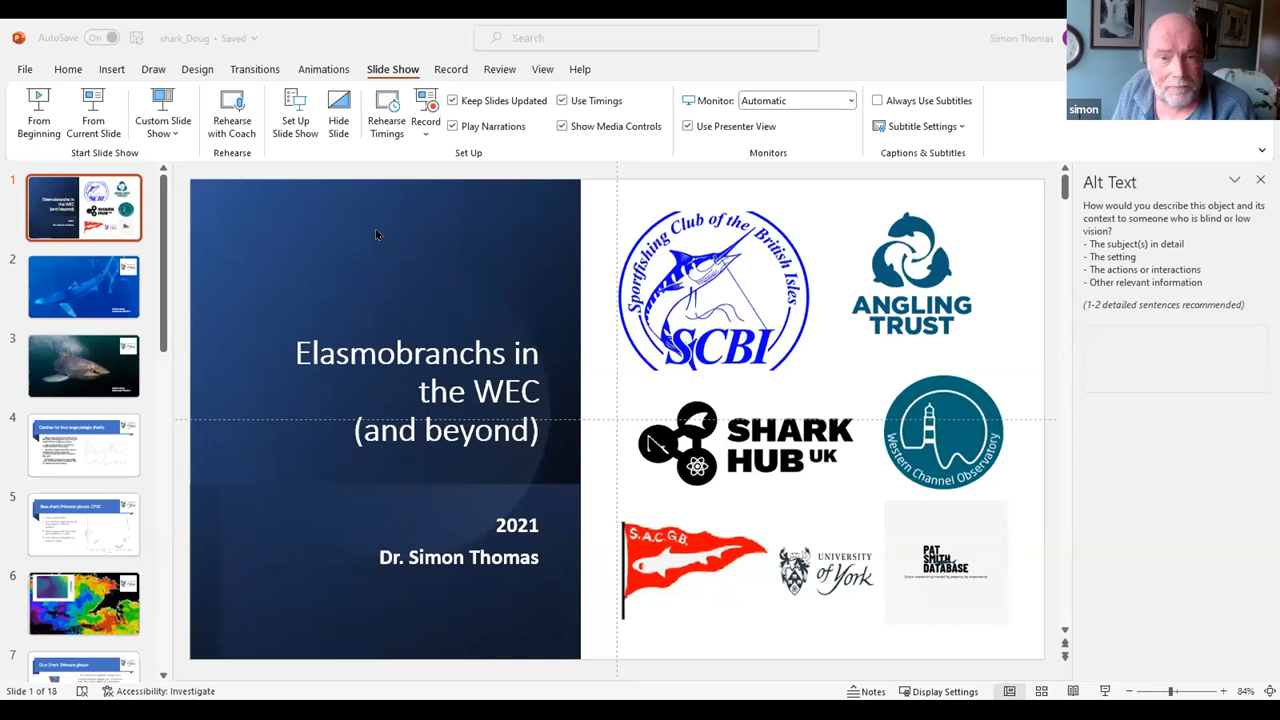 AutoSave On shark_Doug • Saved Search Simon Thomas
simon
File Home Insert Draw Design Transitions Animations Slide Show Record Review View Help
From Beginning
From Current Slide
Custom Slide Show
Start Slide Show
Rehearse with Coach
Rehearse
Set Up Slide Show
Hide Slide
Rehearse Timings
Record
Keep Slides Updated
Play Narrations
Use Timings
Show Media Controls
Set Up
Monitor: Automatic
Use Presenter View
Monitors
Always Use Subtitles
Subtitle Settings
Captions & Subtitles
1
2
3
4
5
6
7
Elasmobranchs in
the WEC
(and beyond)
2021
Dr. Simon Thomas
Sportfishing Club of the British Isles
SCBI
ANGLING
TRUST
SHARK
HUB UK
Western Channel Observatory
S.A.C.G.B.
UNIVERSITY
of York
PAT
SMITH
DATABASE
Alt Text
How would you describe this object and its
context to someone who is blind or low
vision?
- The subject(s) in detail
- The setting
- The actions or interactions
- Other relevant information
(1-2 detailed sentences recommended)
Slide 1 of 18 Accessibility: Investigate Notes Display Settings 84%